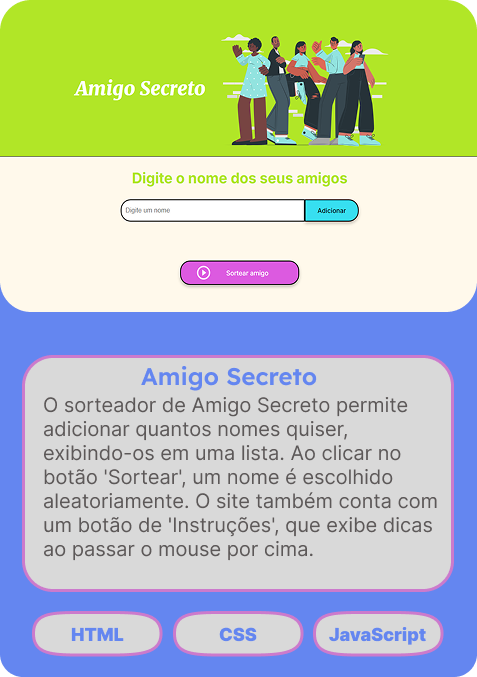 Amigo Secreto
Digite o nome dos seus amigos
Digite um nome
Adicionar
Sortear amigo
Amigo Secreto
O sorteador de Amigo Secreto permite
adicionar quantos nomes quiser,
exibindo-os em uma lista. Ao clicar no
botão 'Sortear', um nome é escolhido
aleatoriamente. O site também conta com
um botão de 'Instruções', que exibe dicas
ao passar o mouse por cima.
HTML
CSS
JavaScript